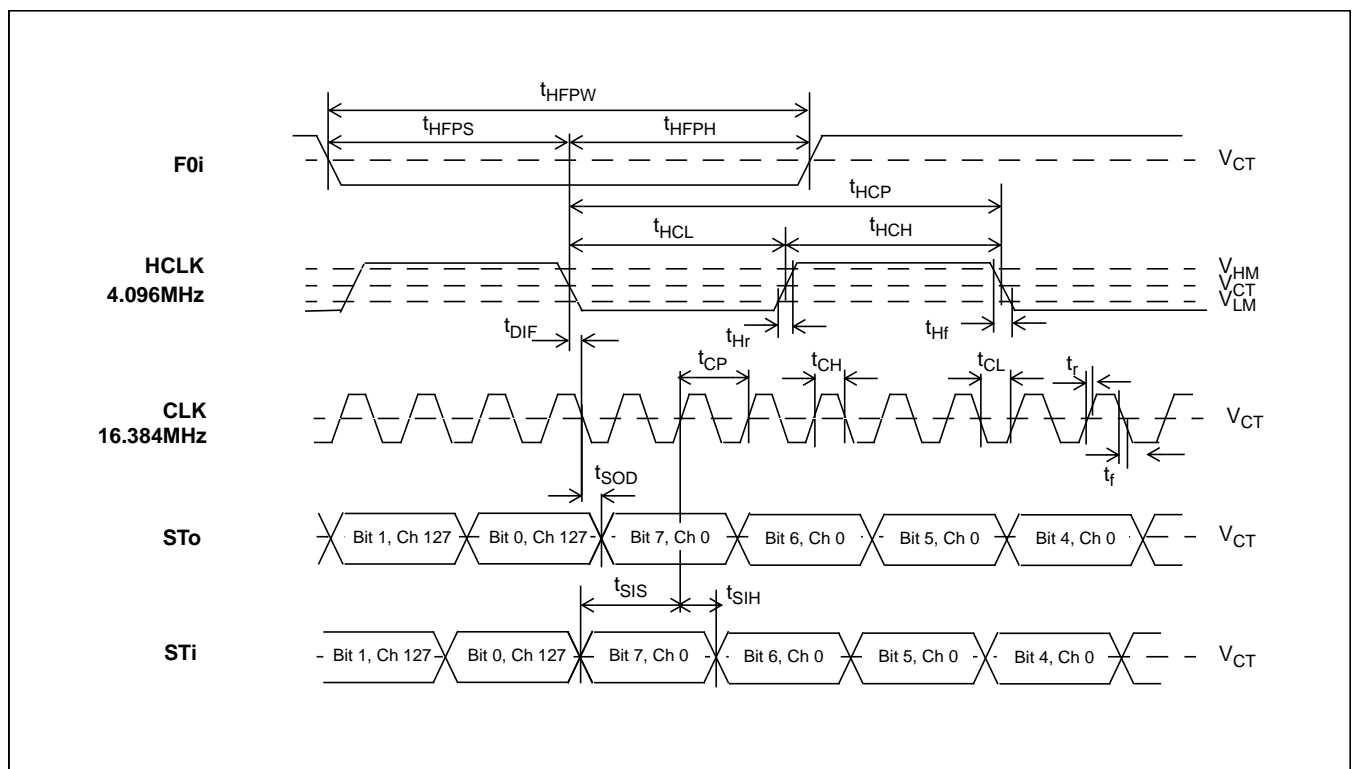 tHFPW
tHFPS
tHFPH
F0i
VCT
tHCP
tHCL
tHCH
HCLK
4.096MHz
VHM
VCT
VLM
tDIF
tHr
tHf
tCP
tCH
tCL
tr
CLK
16.384MHz
VCT
tf
tSOD
STo
Bit 1, Ch 127
Bit 0, Ch 127
Bit 7, Ch 0
Bit 6, Ch 0
Bit 5, Ch 0
Bit 4, Ch 0
VCT
tSIS
tSIH
STi
Bit 1, Ch 127
Bit 0, Ch 127
Bit 7, Ch 0
Bit 6, Ch 0
Bit 5, Ch 0
Bit 4, Ch 0
VCT